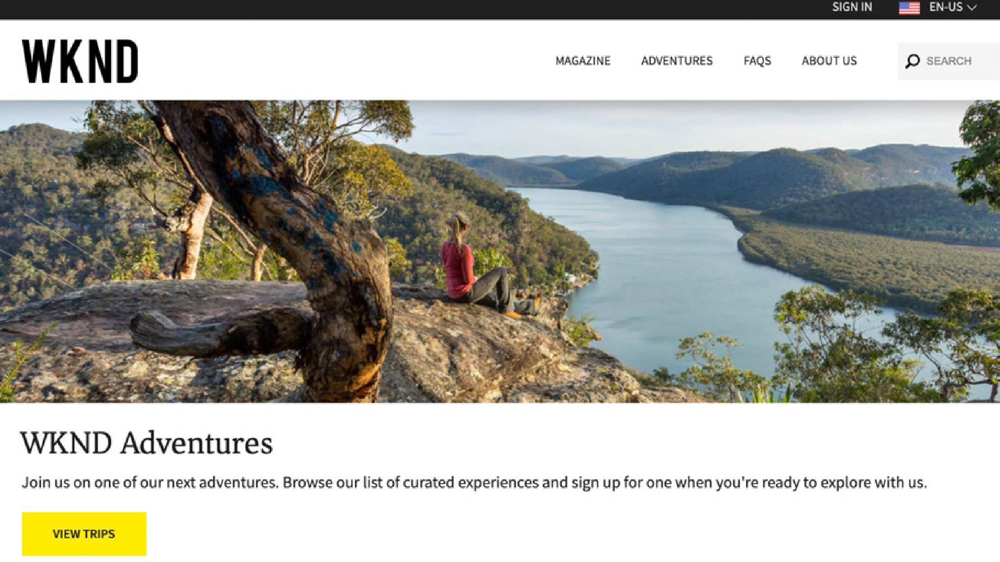 SIGN IN EN-US
WKND MAGAZINE ADVENTURES FAQS ABOUT US SEARCH
WKND Adventures
Join us on one of our next adventures. Browse our list of curated experiences and sign up for one when you're ready to explore with us.
VIEW TRIPS